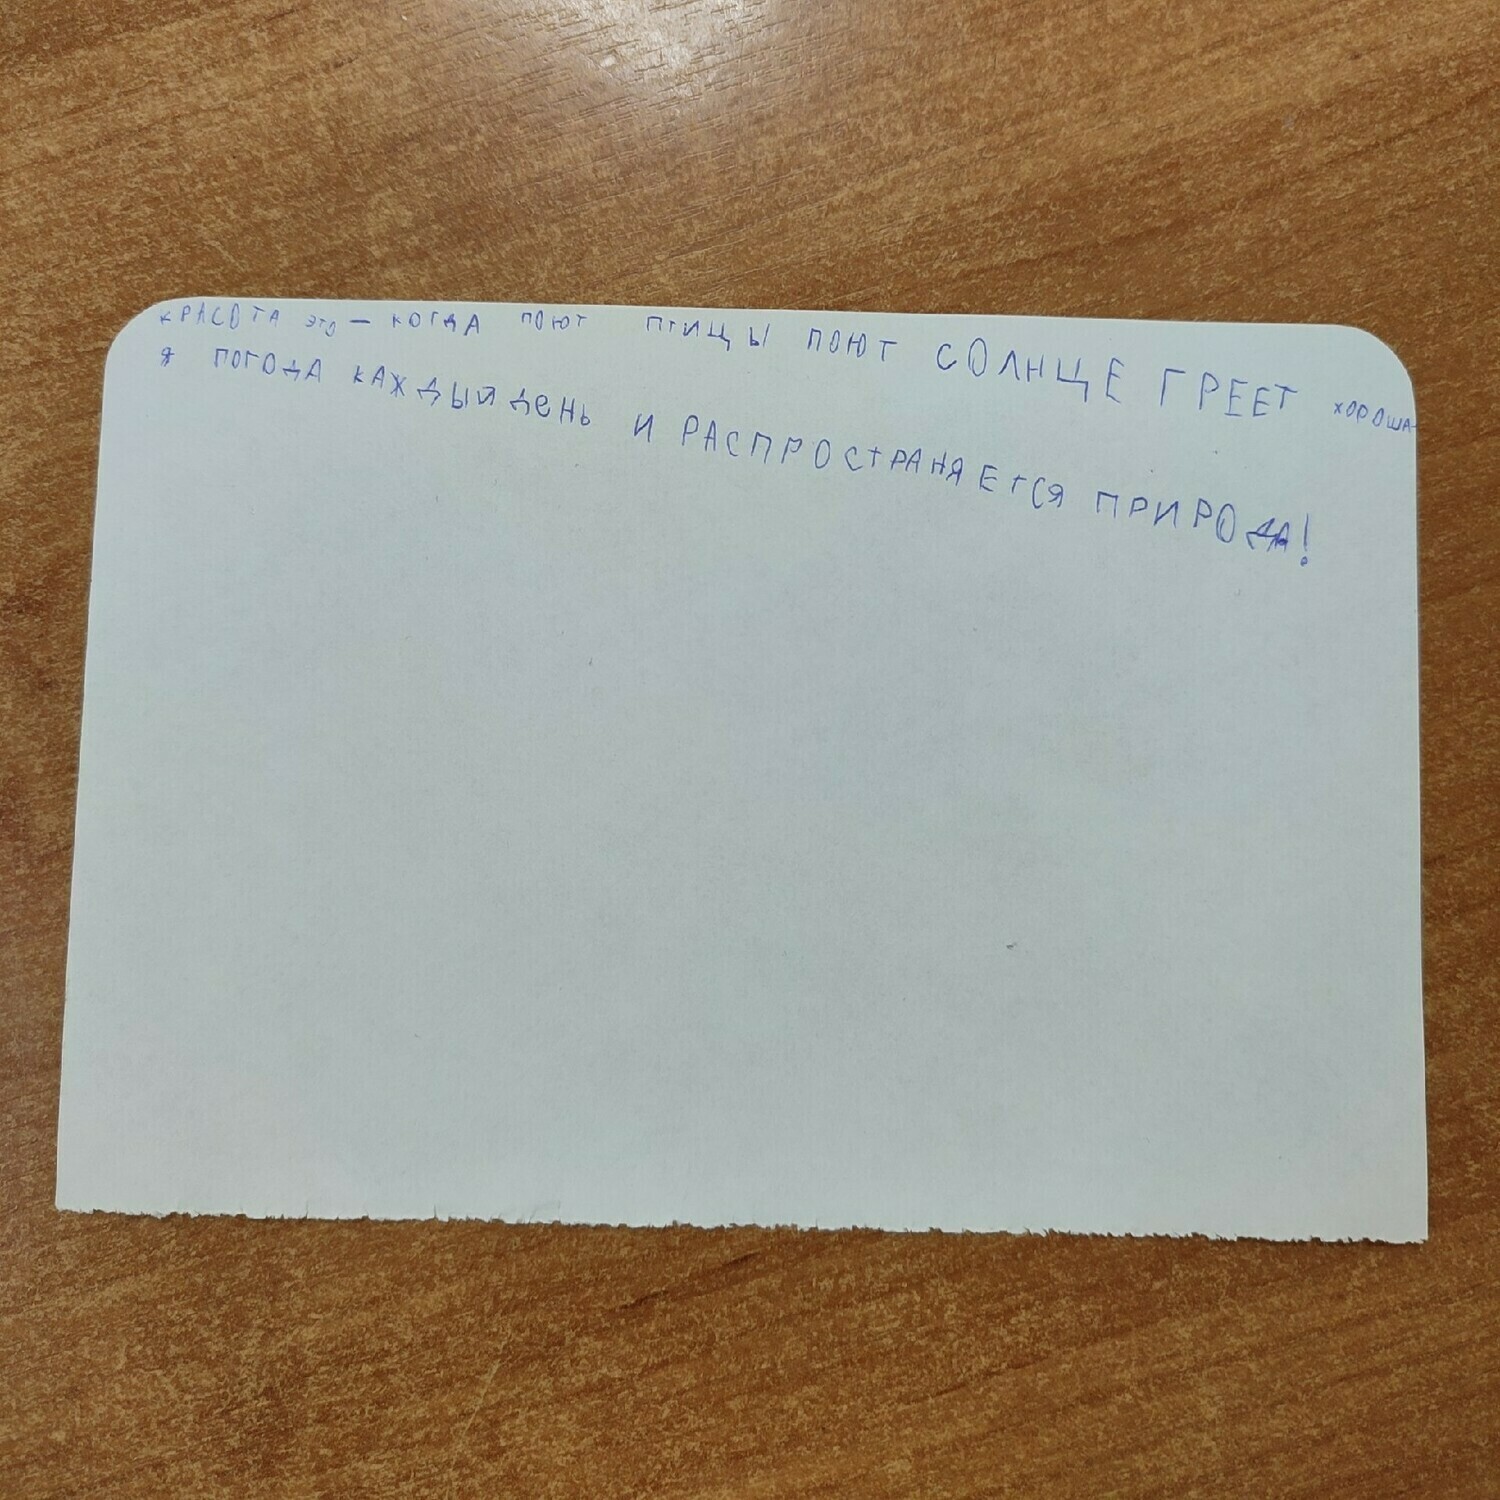 КРАСОТА ЭТО — КОГДА ПОЮТ ПТИЦЫ ПОЮТ СОЛНЦЕ ГРЕЕТ ХОРОША-
Я ПОГОДА КАЖДЫЙ ДЕНЬ И РАСПРОСТРАНЯЕТСЯ ПРИРОДА!